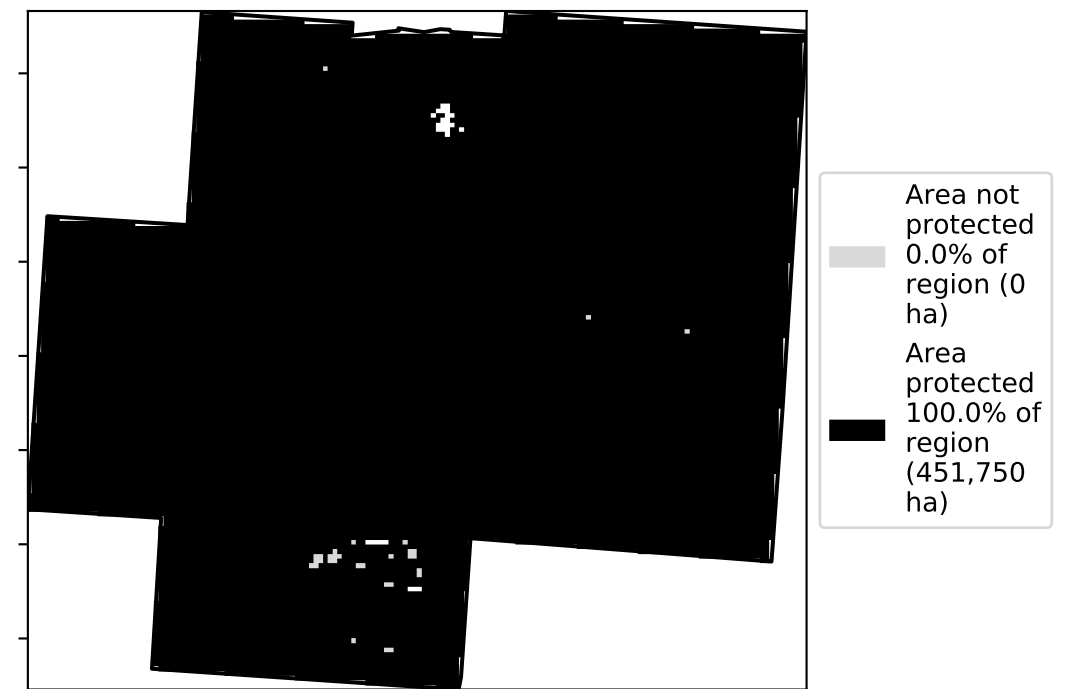 Area not
protected
0.0% of
region (0
ha)
Area
protected
100.0% of
region
(451,750
ha)